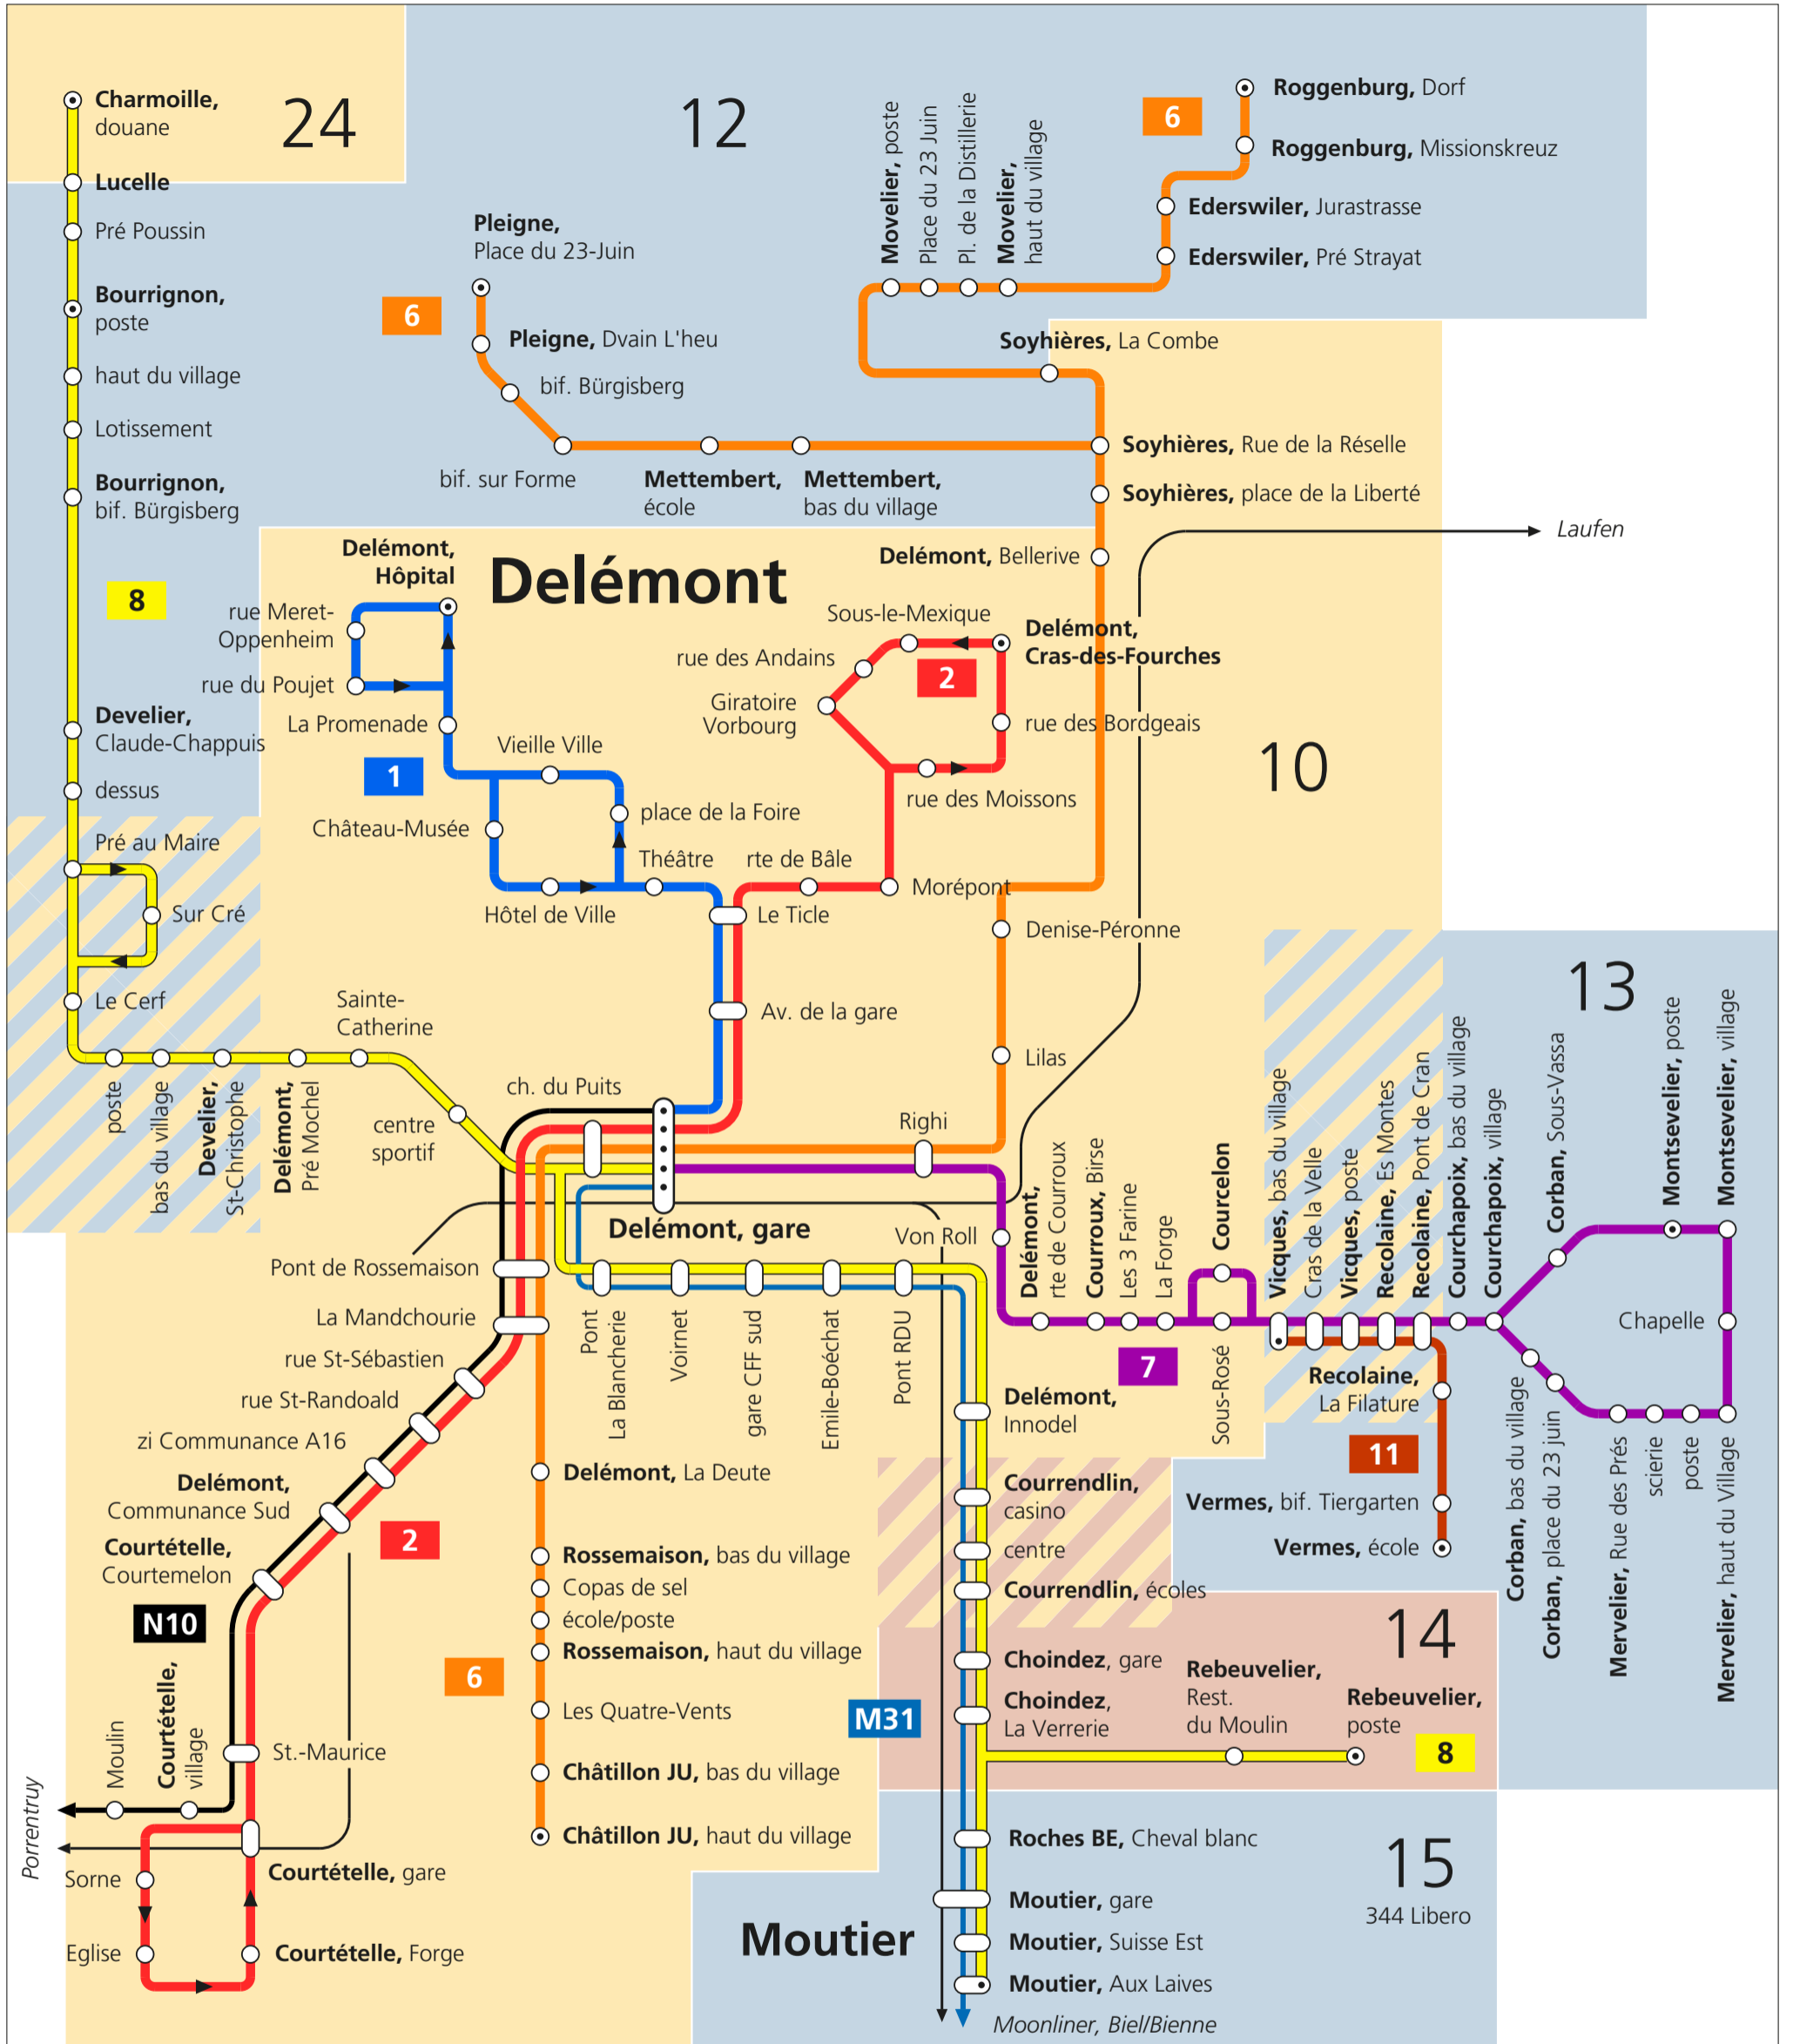 24
12
10
13
14
15
344 Libero
Charmoille,
douane
Lucelle
Pré Poussin
Bourrignon,
poste
haut du village
Lotissement
Bourrignon,
bif. Bürgisberg
8
Develier,
Claude-Chappuis
dessus
Pré au Maire
Sur Cré
Le Cerf
poste
bas du village
Develier,
St-Christophe
Delémont,
Pré Mochel
Sainte-
Catherine
centre
sportif
Pleigne,
Place du 23-Juin
6
Pleigne, Dvain L'heu
bif. Bürgisberg
bif. sur Forme
Mettembert,
école
Mettembert,
bas du village
Movelier, poste
Place du 23 Juin
Pl. de la Distillerie
Movelier,
haut du village
6
Roggenburg, Dorf
Roggenburg, Missionskreuz
Ederswiler, Jurastrasse
Ederswiler, Pré Strayat
Soyhières, La Combe
Soyhières, Rue de la Réselle
Soyhières, place de la Liberté
Laufen
Delémont, Bellerive
Delémont
Delémont,
Hôpital
rue Meret-
Oppenheim
rue du Poujet
La Promenade
1
Vieille Ville
Château-Musée
place de la Foire
Hôtel de Ville
Théâtre
rte de Bâle
Morépont
Le Ticle
Av. de la gare
Sous-le-Mexique
rue des Andains
Giratoire
Vorbourg
2
Delémont,
Cras-des-Fourches
rue des Bordgeais
rue des Moissons
Denise-Péronne
Lilas
Righi
ch. du Puits
Delémont, gare
Von Roll
Delémont,
rte de Courroux
Courroux, Birse
Les 3 Farine
La Forge
Courcelon
Sous-Rosé
7
Vicques, bas du village
Cras de la Velle
Vicques, poste
Recolaine, Es Montes
Recolaine, Pont de Cran
Courchapoix, bas du village
Courchapoix, village
Corban, Sous-Vassa
Montsevelier, poste
Montsevelier, village
Chapelle
Corban, bas du village
Corban, place du 23 juin
Mervelier, Rue des Prés
scierie
poste
Mervelier, haut du Village
Recolaine,
La Filature
11
Vermes, bif. Tiergarten
Vermes, école
Pont de Rossemaison
La Mandchourie
rue St-Sébastien
rue St-Randoald
zi Communance A16
Delémont,
Communance Sud
2
Courtételle,
Courtemelon
N10
Moulin
Courtételle,
village
St.-Maurice
Porrentruy
Courtételle, gare
Sorne
Eglise
Courtételle, Forge
Pont
La Blancherie
Voirnet
gare CFF sud
Emile-Boéchat
Pont RDU
Delémont, La Deute
Rossemaison, bas du village
Copas de sel
école/poste
Rossemaison, haut du village
6
Les Quatre-Vents
Châtillon JU, bas du village
Châtillon JU, haut du village
Delémont,
Innodel
Courrendlin,
casino
centre
Courrendlin, écoles
Choindez, gare
Choindez,
La Verrerie
M31
Rebeuvelier,
Rest.
du Moulin
Rebeuvelier,
poste
8
Roches BE, Cheval blanc
Moutier
Moutier, gare
Moutier, Suisse Est
Moutier, Aux Laives
Moonliner, Biel/Bienne